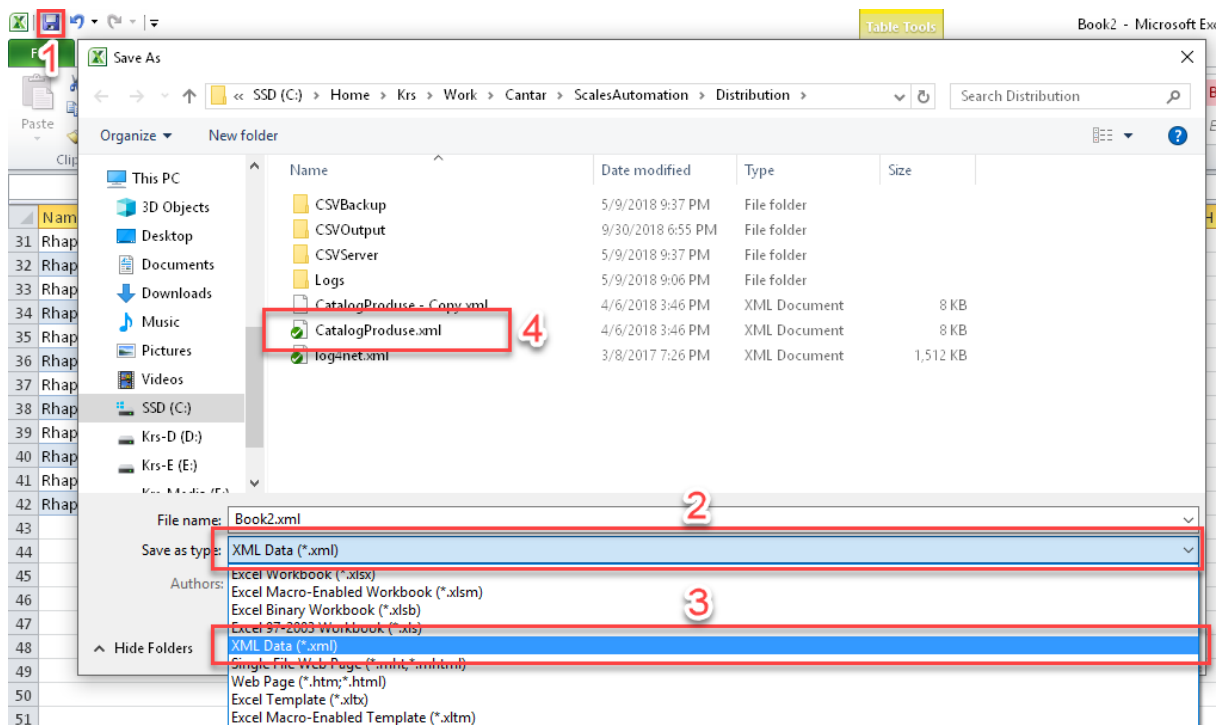 Table Tools
Book2 - Microsoft Exc
1
Save As
« SSD (C:) > Home > Krs > Work > Cantar > ScalesAutomation > Distribution >
Search Distribution
Paste
Organize
New folder
Clip
Name
Date modified
Type
Size
This PC
3D Objects
Desktop
Documents
Downloads
Music
Pictures
Videos
SSD (C:)
Krs-D (D:)
Krs-E (E:)
Krs-Media (F:)
CSVBackup 5/9/2018 9:37 PM File folder
CSVOutput 9/30/2018 6:55 PM File folder
CSVServer 5/9/2018 9:37 PM File folder
Logs 5/9/2018 9:06 PM File folder
CatalogProduse - Copy.xml 4/6/2018 3:46 PM XML Document 8 KB
CatalogProduse.xml 4/6/2018 3:46 PM XML Document 8 KB
4
log4net.xml 3/8/2017 7:26 PM XML Document 1,512 KB
Nam
31 Rhap
32 Rhap
33 Rhap
34 Rhap
35 Rhap
36 Rhap
37 Rhap
38 Rhap
39 Rhap
40 Rhap
41 Rhap
42 Rhap
43
44
45
46
47
48
49
50
51
File name: Book2.xml
2
Save as type: XML Data (*.xml)
Authors:
Excel Workbook (*.xlsx)
Excel Macro-Enabled Workbook (*.xlsm)
Excel Binary Workbook (*.xlsb)
3
Excel 97-2003 Workbook (*.xls)
XML Data (*.xml)
Hide Folders
Single File Web Page (*.mht;*.mhtml)
Web Page (*.htm;*.html)
Excel Template (*.xltx)
Excel Macro-Enabled Template (*.xltm)